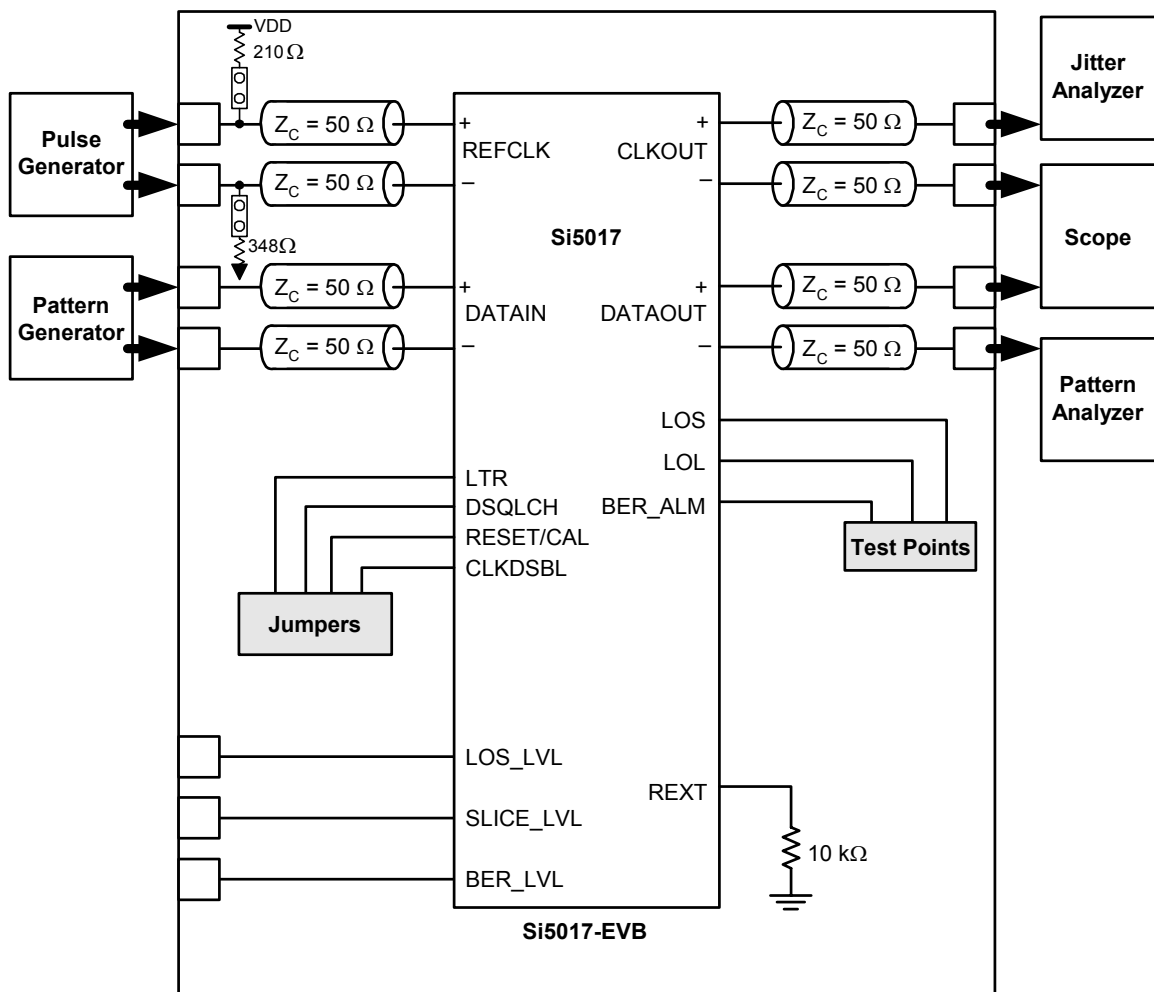 VDD
210 Ω
Pulse
Generator
Z_C = 50 Ω
+
REFCLK
Z_C = 50 Ω
–
348Ω
Pattern
Generator
Z_C = 50 Ω
+
DATAIN
Z_C = 50 Ω
–
Si5017
+
CLKOUT
–
+
DATAOUT
–
Z_C = 50 Ω
Z_C = 50 Ω
Z_C = 50 Ω
Z_C = 50 Ω
Jitter
Analyzer
Scope
Pattern
Analyzer
LTR
DSQLCH
RESET/CAL
CLKDSBL
Jumpers
LOS
LOL
BER_ALM
Test Points
LOS_LVL
SLICE_LVL
BER_LVL
REXT
10 kΩ
Si5017-EVB